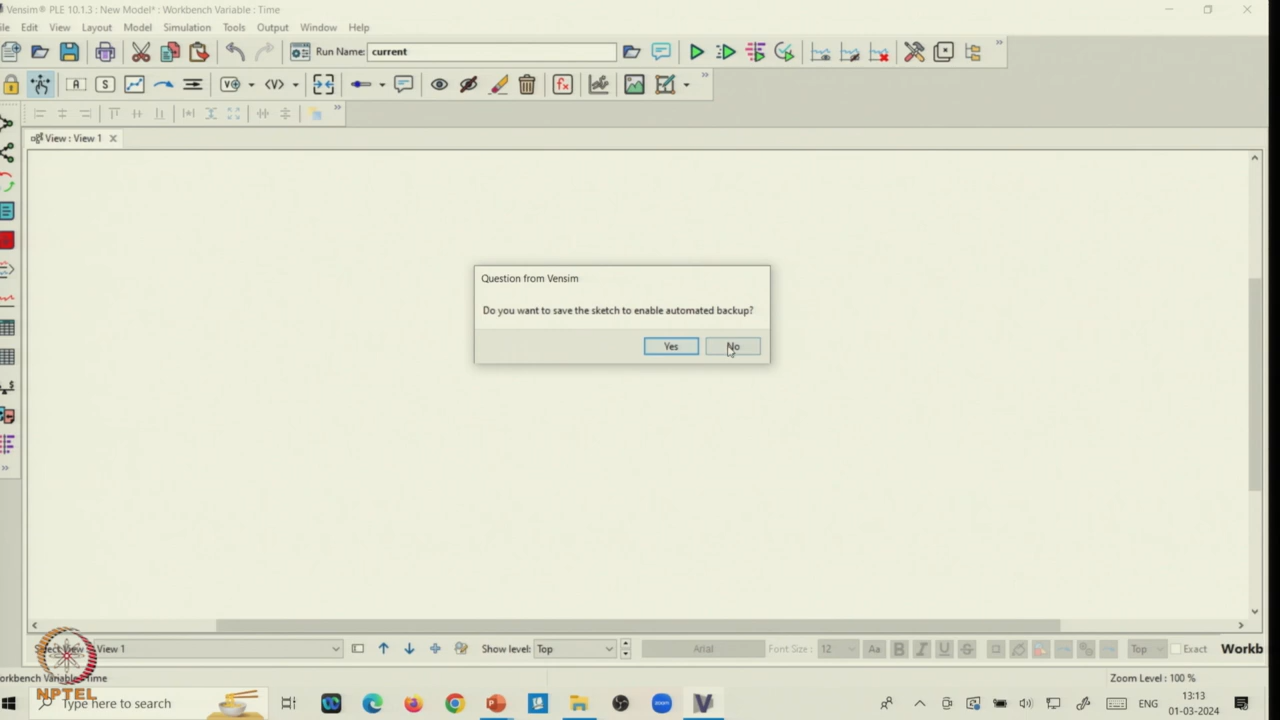 Vensim® PLE 10.1.3 : New Model* : Workbench Variable : Time
ile Edit View Layout Model Simulation Tools Output Window Help
Run Name: current
View : View 1
Question from Vensim
Do you want to save the sketch to enable automated backup?
Yes No
View 1 Show level: Top Arial Font Size : 12 Aa B I U S Top Exact Workb
orkbench Variable: Time Zoom Level : 100 %
NPTEL
Type here to search
zoom
ENG
13:13
01-03-2024